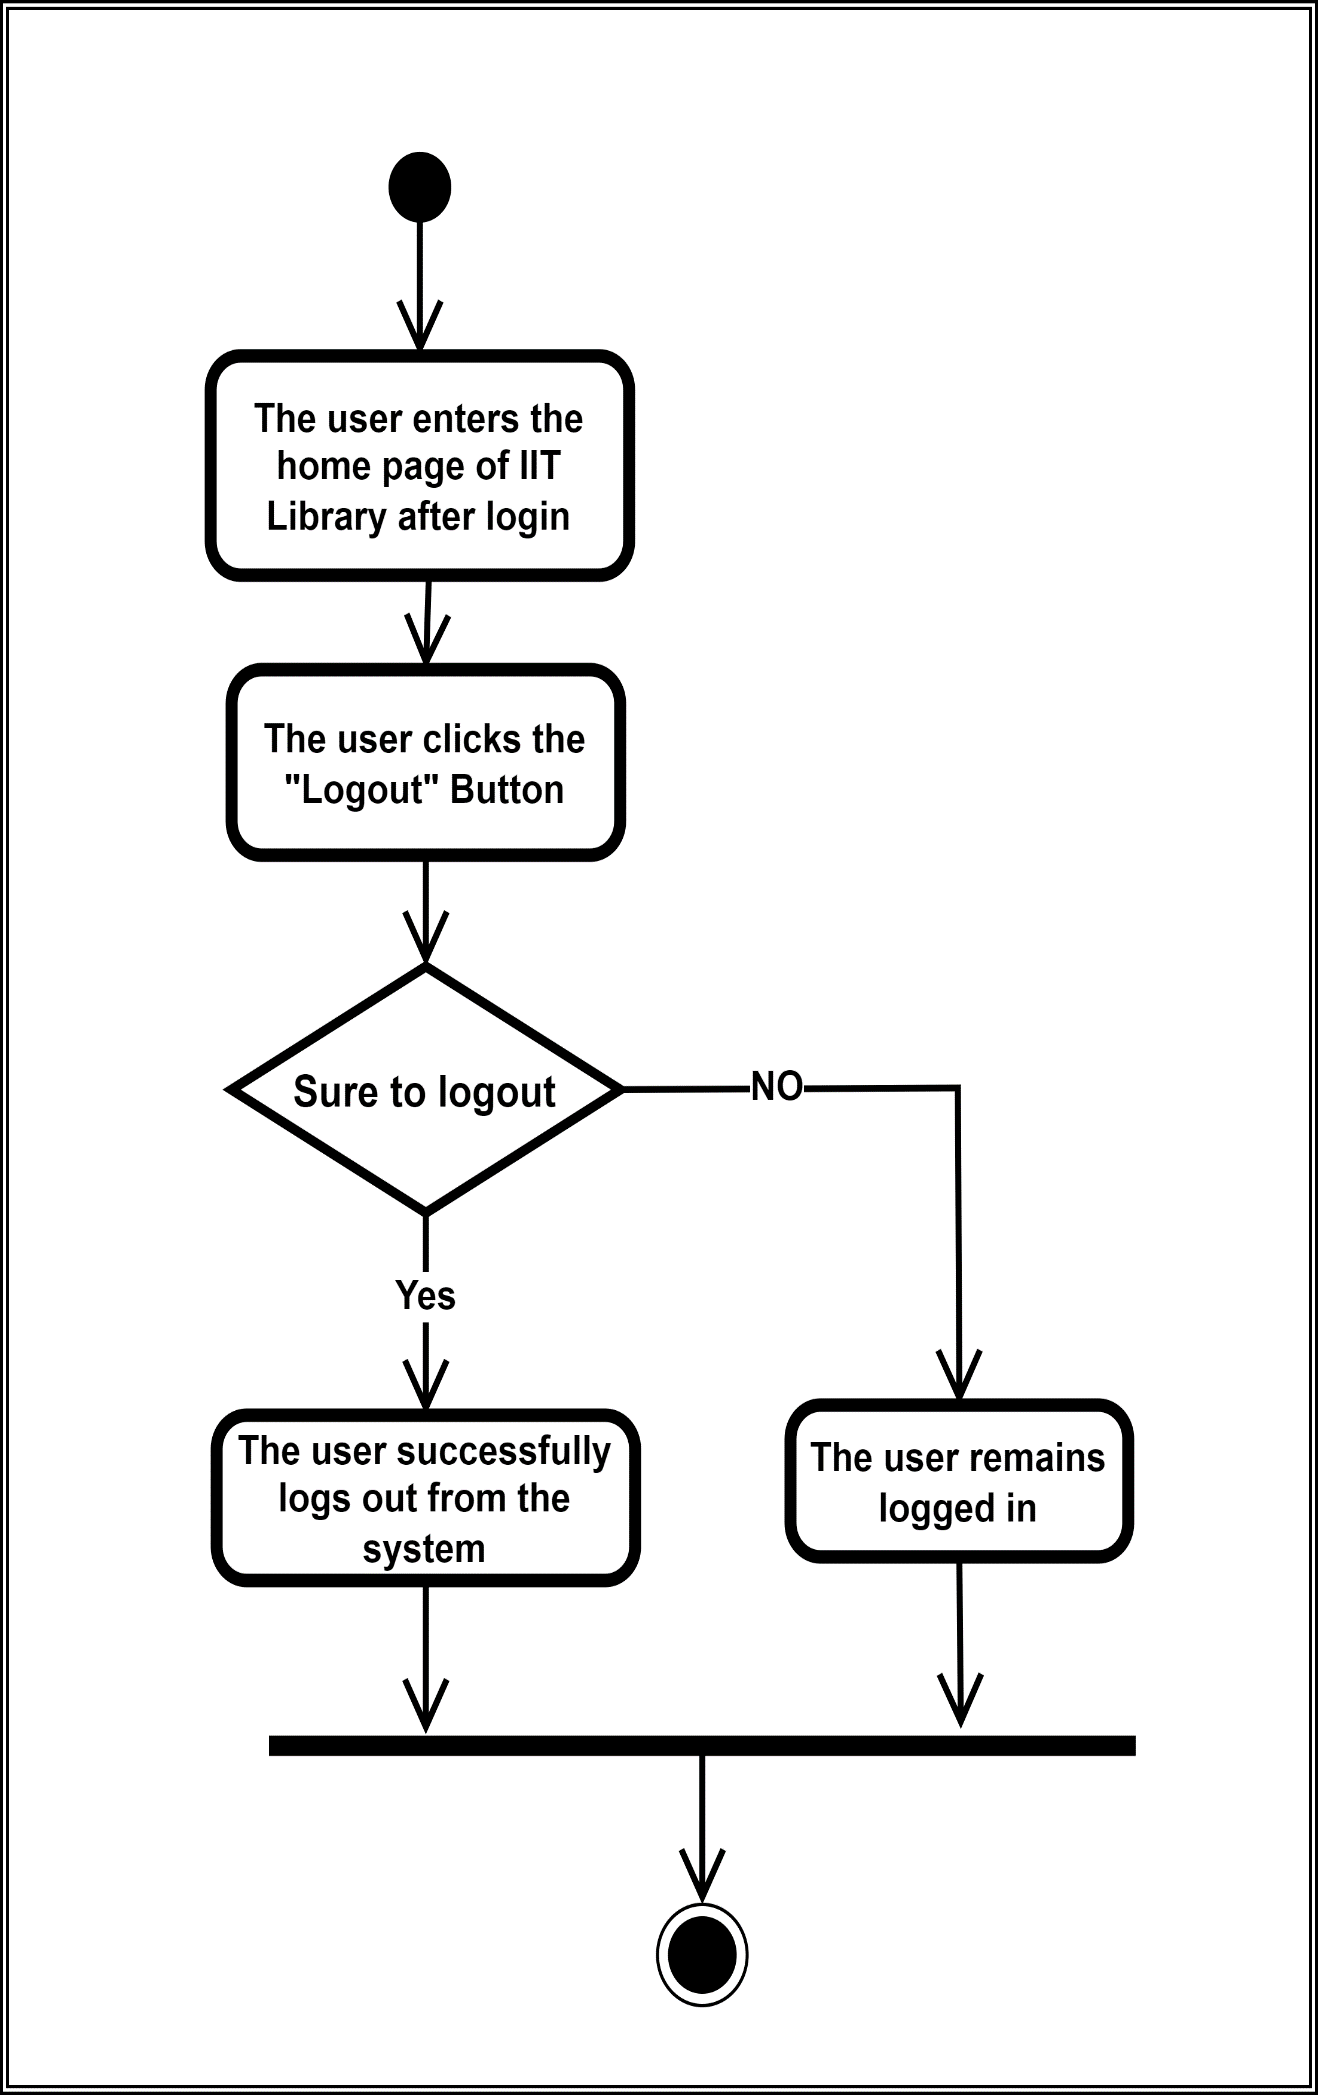 The user enters the
home page of IIT
Library after login
The user clicks the
"Logout" Button
Sure to logout
NO
Yes
The user successfully
logs out from the
system
The user remains
logged in